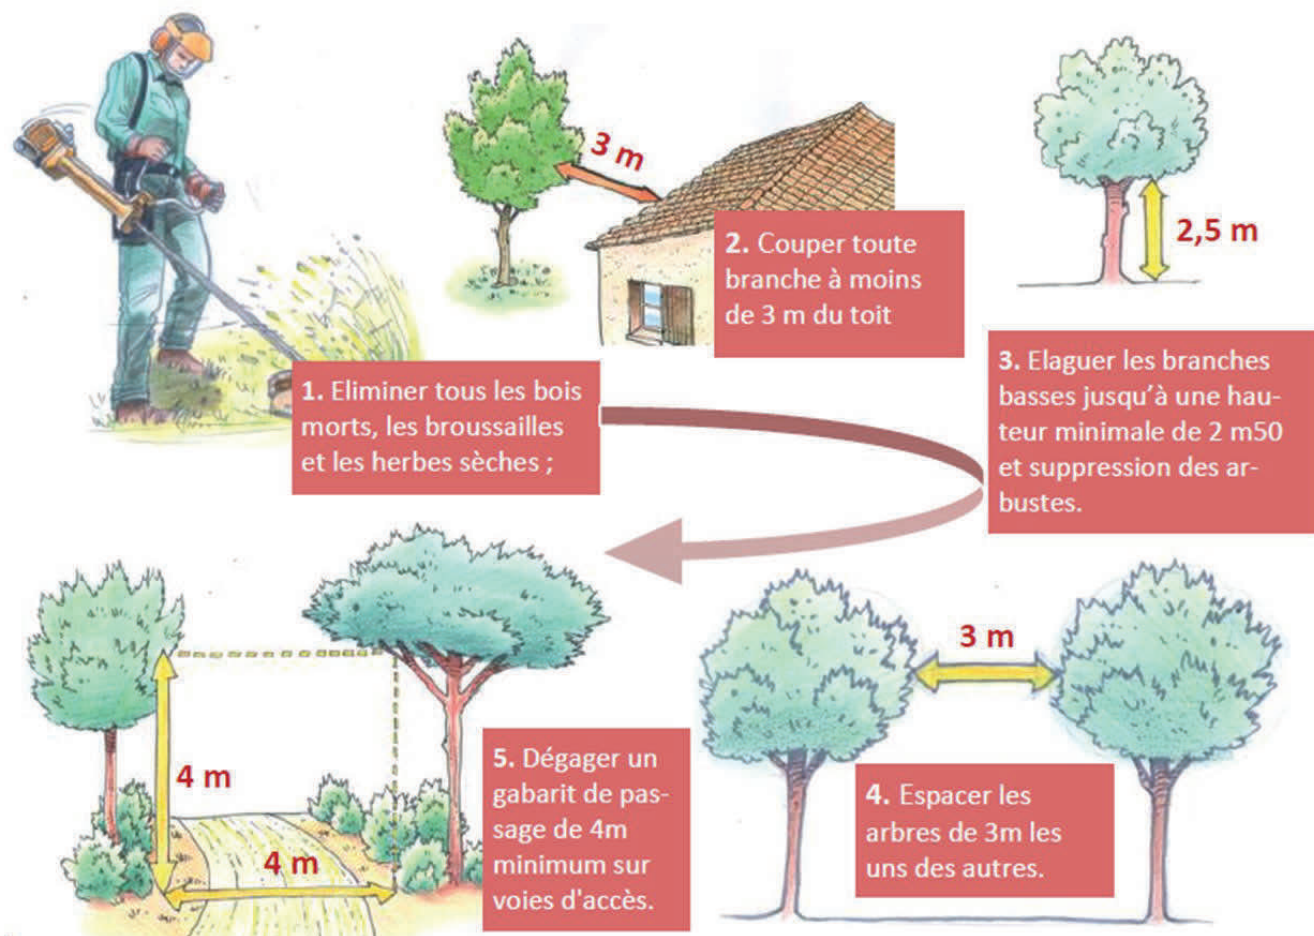 1. Eliminer tous les bois
morts, les broussailles
et les herbes sèches ;
3 m
2. Couper toute
branche à moins
de 3 m du toit
2,5 m
3. Elaguer les branches
basses jusqu'à une hau-
teur minimale de 2 m50
et suppression des ar-
bustes.
3 m
4. Espacer les
arbres de 3m les
uns des autres.
4 m
4 m
5. Dégager un
gabarit de pas-
sage de 4m
minimum sur
voies d'accès.